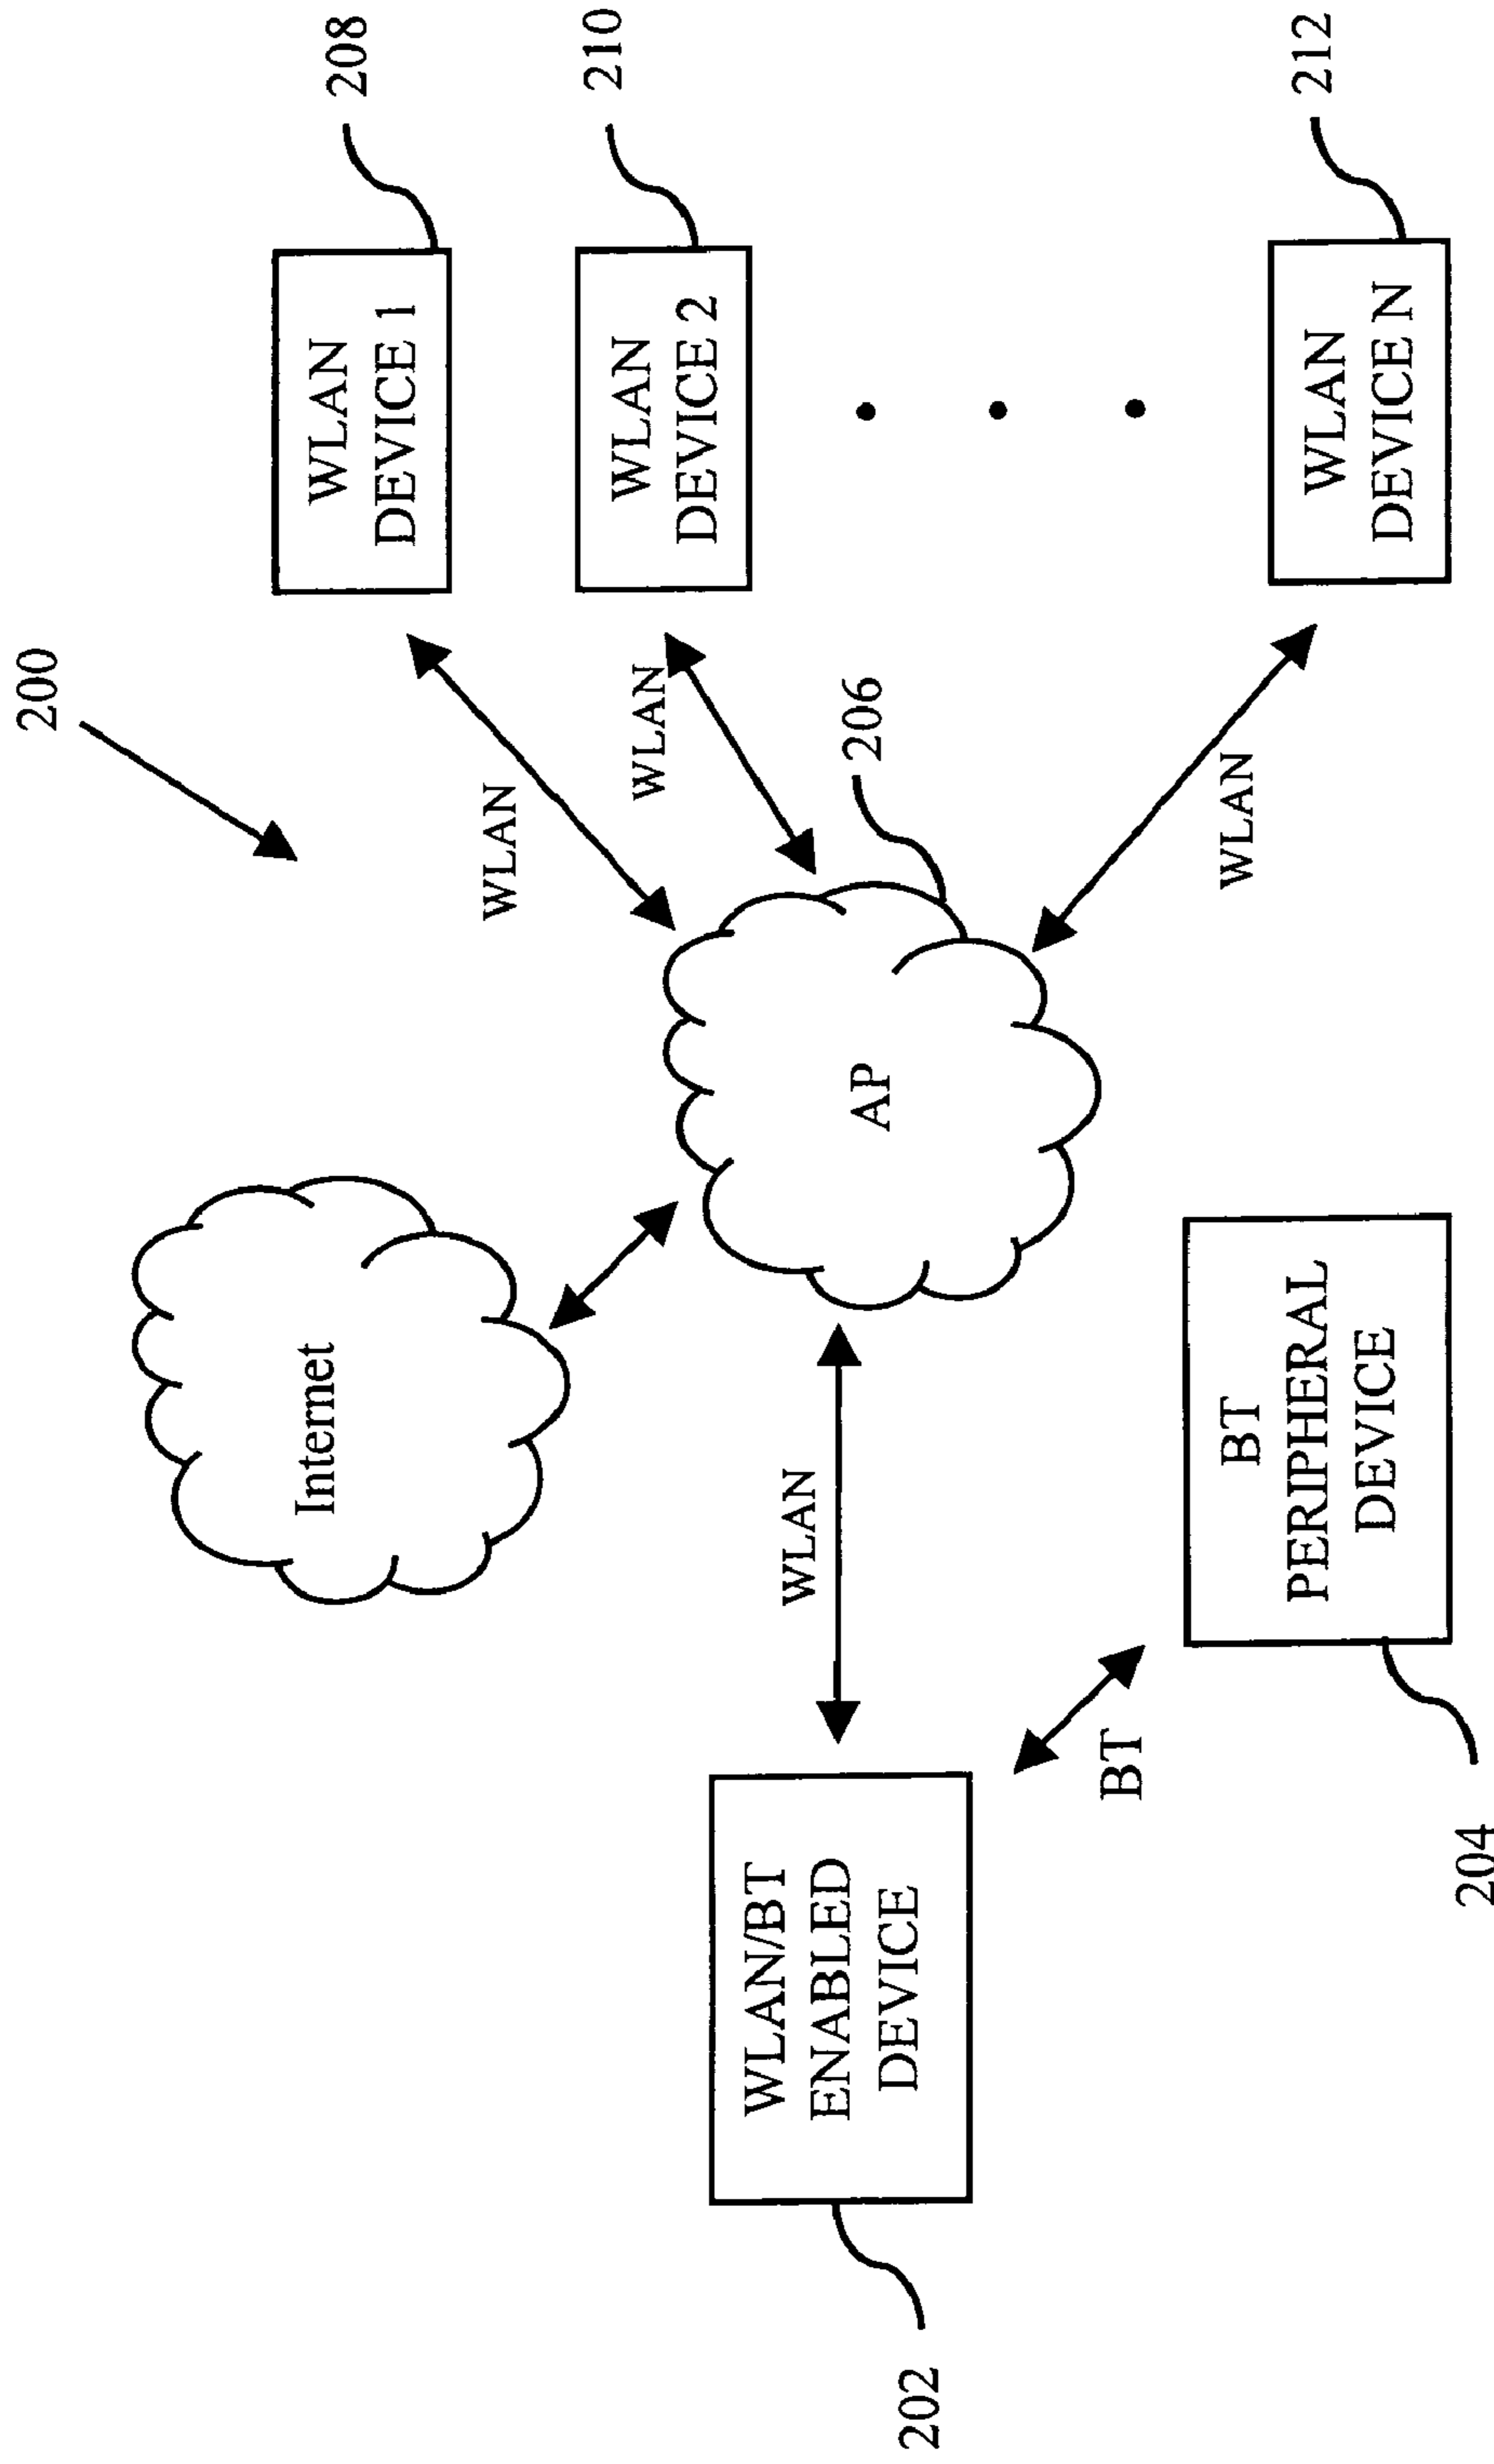 200
Internet
WLAN
WLAN
DEVICE 1
208
WLAN
WLAN
DEVICE 2
210
WLAN/BT
ENABLED
DEVICE
202
WLAN
AP
206
BT
BT
PERIPHERAL
DEVICE
204
WLAN
WLAN
DEVICE N
212